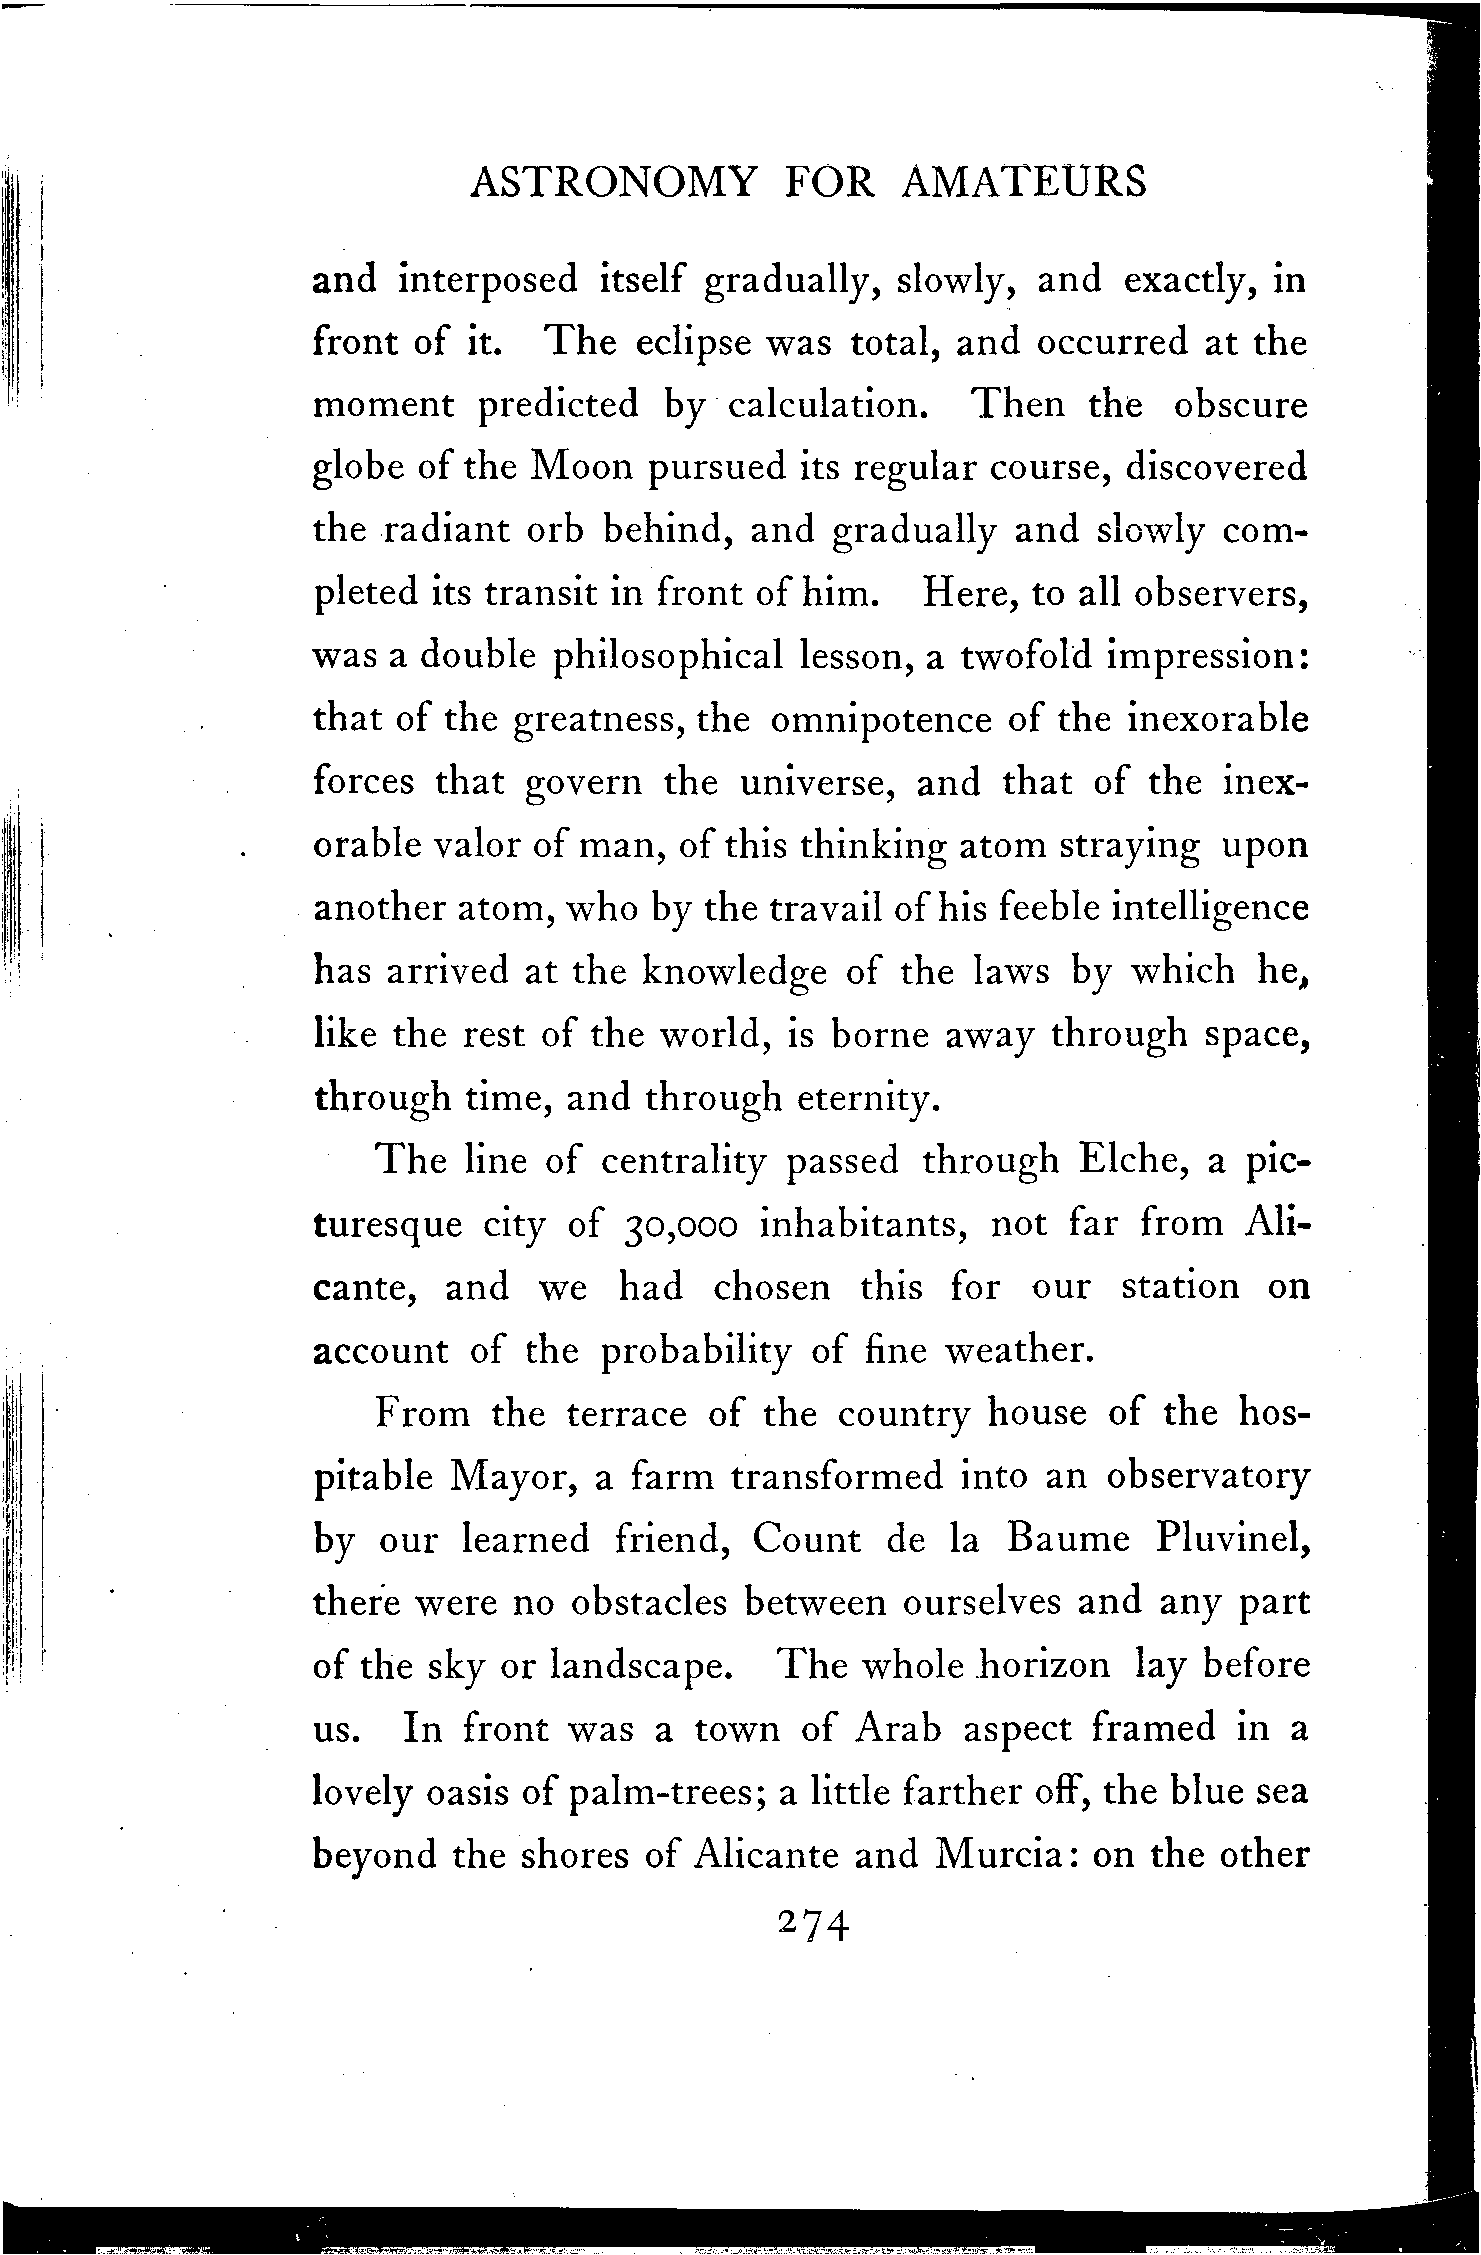 ASTRONOMY FOR AMATEURS
and interposed itself gradually, slowly, and exactly, in
front of it. The eclipse was total, and occurred at the
moment predicted by calculation. Then the obscure
globe of the Moon pursued its regular course, discovered
the radiant orb behind, and gradually and slowly com-
pleted its transit in front of him. Here, to all observers,
was a double philosophical lesson, a twofold impression:
that of the greatness, the omnipotence of the inexorable
forces that govern the universe, and that of the inex-
orable valor of man, of this thinking atom straying upon
another atom, who by the travail of his feeble intelligence
has arrived at the knowledge of the laws by which he,
like the rest of the world, is borne away through space,
through time, and through eternity.
The line of centrality passed through Elche, a pic-
turesque city of 30,000 inhabitants, not far from Ali-
cante, and we had chosen this for our station on
account of the probability of fine weather.
From the terrace of the country house of the hos-
pitable Mayor, a farm transformed into an observatory
by our learned friend, Count de la Baume Pluvinel,
there were no obstacles between ourselves and any part
of the sky or landscape. The whole horizon lay before
us. In front was a town of Arab aspect framed in a
lovely oasis of palm-trees; a little farther off, the blue sea
beyond the shores of Alicante and Murcia: on the other
274